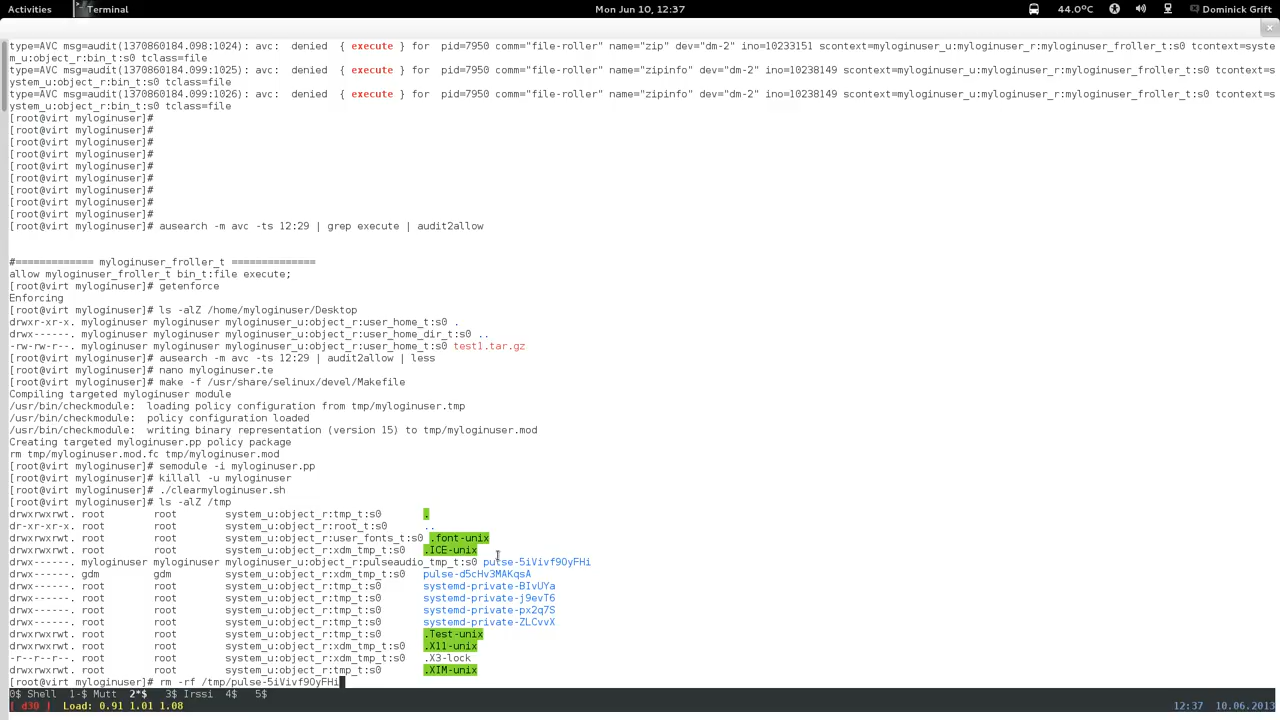 Activities Terminal Mon Jun 10, 12:37 44.0°C Dominick Grift
type=AVC msg=audit(1370860184.098:1024): avc:  denied  { execute } for  pid=7950 comm="file-roller" name="zip" dev="dm-2" ino=10233151 scontext=myloginuser_u:myloginuser_r:myloginuser_froller_t:s0 tcontext=syste
m_u:object_r:bin_t:s0 tclass=file
type=AVC msg=audit(1370860184.099:1025): avc:  denied  { execute } for  pid=7950 comm="file-roller" name="zipinfo" dev="dm-2" ino=10238149 scontext=myloginuser_u:myloginuser_r:myloginuser_froller_t:s0 tcontext=s
ystem_u:object_r:bin_t:s0 tclass=file
type=AVC msg=audit(1370860184.099:1026): avc:  denied  { execute } for  pid=7950 comm="file-roller" name="zipinfo" dev="dm-2" ino=10238149 scontext=myloginuser_u:myloginuser_r:myloginuser_froller_t:s0 tcontext=s
ystem_u:object_r:bin_t:s0 tclass=file
[root@virt myloginuser]#
[root@virt myloginuser]#
[root@virt myloginuser]#
[root@virt myloginuser]#
[root@virt myloginuser]#
[root@virt myloginuser]#
[root@virt myloginuser]#
[root@virt myloginuser]#
[root@virt myloginuser]#
[root@virt myloginuser]# ausearch -m avc -ts 12:29 | grep execute | audit2allow
#============= myloginuser_froller_t ==============
allow myloginuser_froller_t bin_t:file execute;
[root@virt myloginuser]# getenforce
Enforcing
[root@virt myloginuser]# ls -alZ /home/myloginuser/Desktop
drwxr-xr-x. myloginuser myloginuser myloginuser_u:object_r:user_home_t:s0 .
drwx------. myloginuser myloginuser myloginuser_u:object_r:user_home_dir_t:s0 ..
-rw-rw-r--. myloginuser myloginuser myloginuser_u:object_r:user_home_t:s0 test1.tar.gz
[root@virt myloginuser]# ausearch -m avc -ts 12:29 | audit2allow | less
[root@virt myloginuser]# nano myloginuser.te
[root@virt myloginuser]# make -f /usr/share/selinux/devel/Makefile
Compiling targeted myloginuser module
/usr/bin/checkmodule:  loading policy configuration from tmp/myloginuser.tmp
/usr/bin/checkmodule:  policy configuration loaded
/usr/bin/checkmodule:  writing binary representation (version 15) to tmp/myloginuser.mod
Creating targeted myloginuser.pp policy package
rm tmp/myloginuser.mod.fc tmp/myloginuser.mod
[root@virt myloginuser]# semodule -i myloginuser.pp
[root@virt myloginuser]# killall -u myloginuser
[root@virt myloginuser]# ./clearmyloginuser.sh
[root@virt myloginuser]# ls -alZ /tmp
drwxrwxrwt. root        root        system_u:object_r:tmp_t:s0       .
dr-xr-xr-x. root        root        system_u:object_r:root_t:s0      ..
drwxrwxrwt. root        root        system_u:object_r:user_fonts_t:s0 .font-unix
drwxrwxrwt. root        root        system_u:object_r:xdm_tmp_t:s0   .ICE-unix
drwx------. myloginuser myloginuser myloginuser_u:object_r:pulseaudio_tmp_t:s0 pulse-5iVivf9OyFHi
drwx------. gdm         gdm         system_u:object_r:xdm_tmp_t:s0   pulse-d5cHv3MAKqsA
drwx------. root        root        system_u:object_r:tmp_t:s0       systemd-private-BIvUYa
drwx------. root        root        system_u:object_r:tmp_t:s0       systemd-private-j9evT6
drwx------. root        root        system_u:object_r:tmp_t:s0       systemd-private-px2q7S
drwx------. root        root        system_u:object_r:tmp_t:s0       systemd-private-ZLCvvX
drwxrwxrwt. root        root        system_u:object_r:tmp_t:s0       .Test-unix
drwxrwxrwt. root        root        system_u:object_r:xdm_tmp_t:s0   .X11-unix
-r--r--r--. root        root        system_u:object_r:xdm_tmp_t:s0   .X3-lock
drwxrwxrwt. root        root        system_u:object_r:tmp_t:s0       .XIM-unix
[root@virt myloginuser]# rm -rf /tmp/pulse-5iVivf9OyFHi
0$ Shell  1-$ Mutt  2*$   3$ Irssi  4$   5$
[ d30 ]  Load: 0.91 1.01 1.08 12:37  10.06.2013